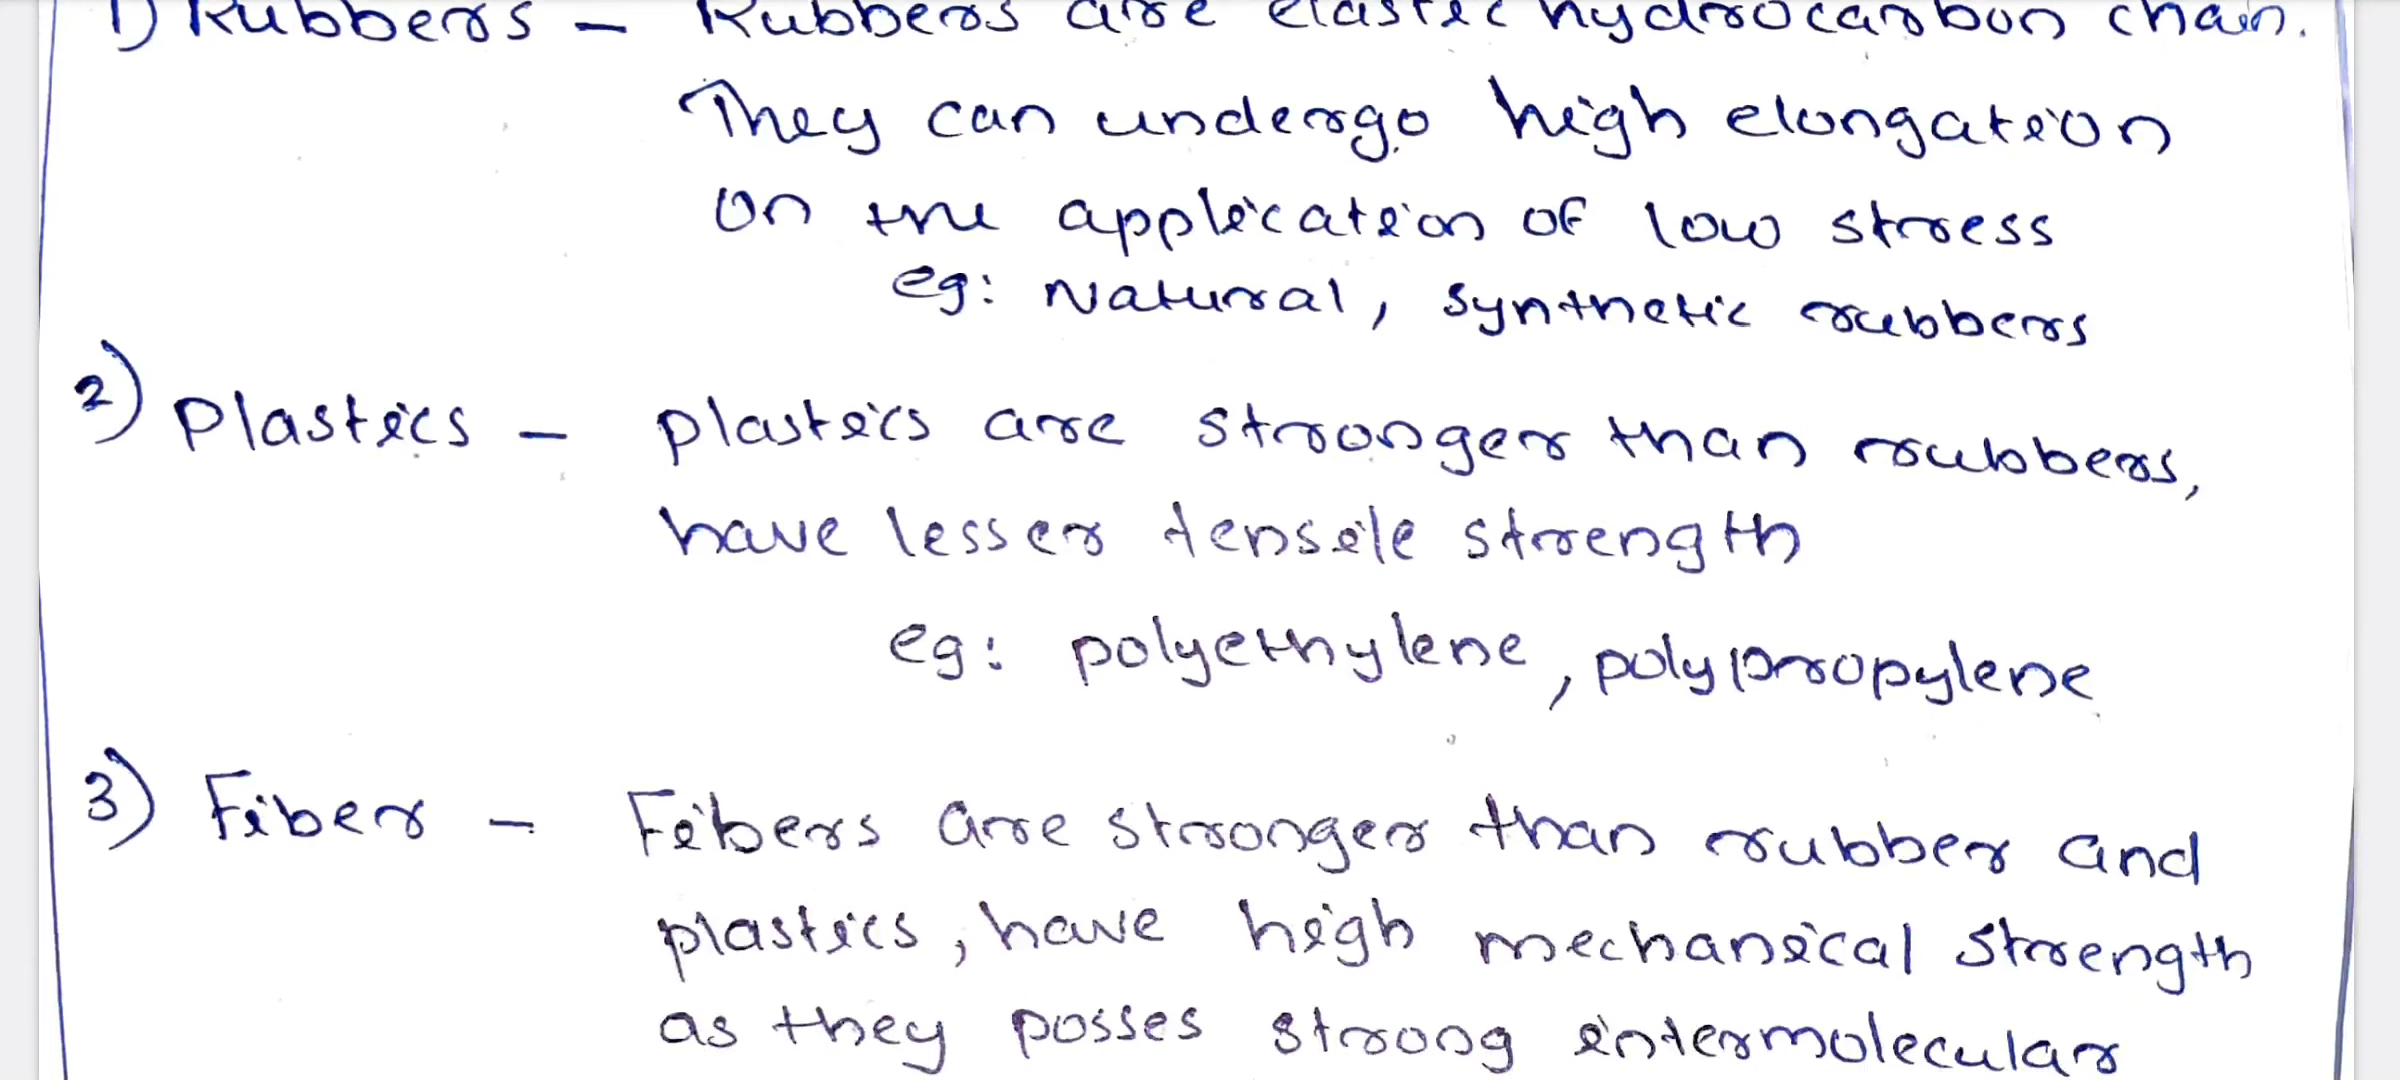 1) Rubbers - Rubbers are elastic hydrocarbon chain.
They can undergo high elongation
on the application of low stress
eg: Natural, synthetic rubbers
2) Plastics - plastics are stronger than rubbers,
have lesser tensile strength
eg: polyethylene, polypropylene
3) Fiber - Fibers are stronger than rubber and
plastics, have high mechanical strength
as they posses strong intermolecular